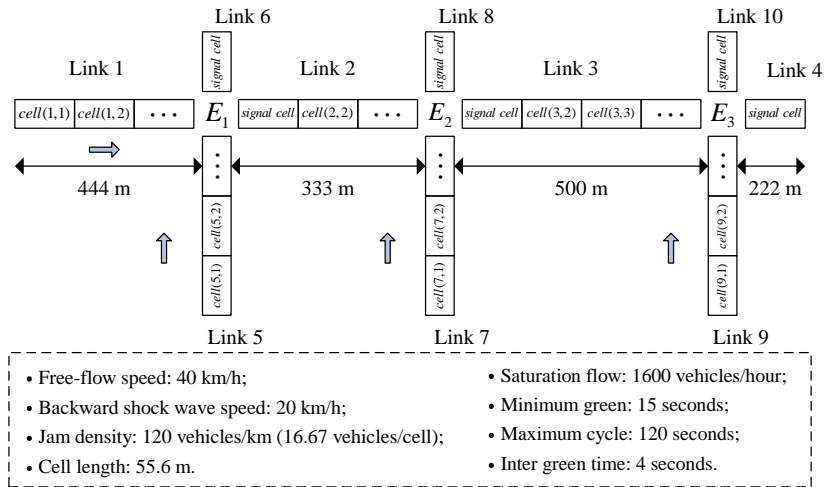 Link 6
Link 8
Link 10
Link 1
Link 2
Link 3
Link 4
signal cell
signal cell
signal cell
cell(1,1) cell(1,2) ••• E1 signal cell cell(2,2) ••• E2 signal cell cell(3,2) cell(3,3) ••• E3 signal cell
444 m
333 m
500 m
222 m
cell(5,2)
cell(7,2)
cell(9,2)
cell(5,1)
cell(7,1)
cell(9,1)
Link 5
Link 7
Link 9
• Free-flow speed: 40 km/h;
• Backward shock wave speed: 20 km/h;
• Jam density: 120 vehicles/km (16.67 vehicles/cell);
• Cell length: 55.6 m.
• Saturation flow: 1600 vehicles/hour;
• Minimum green: 15 seconds;
• Maximum cycle: 120 seconds;
• Inter green time: 4 seconds.